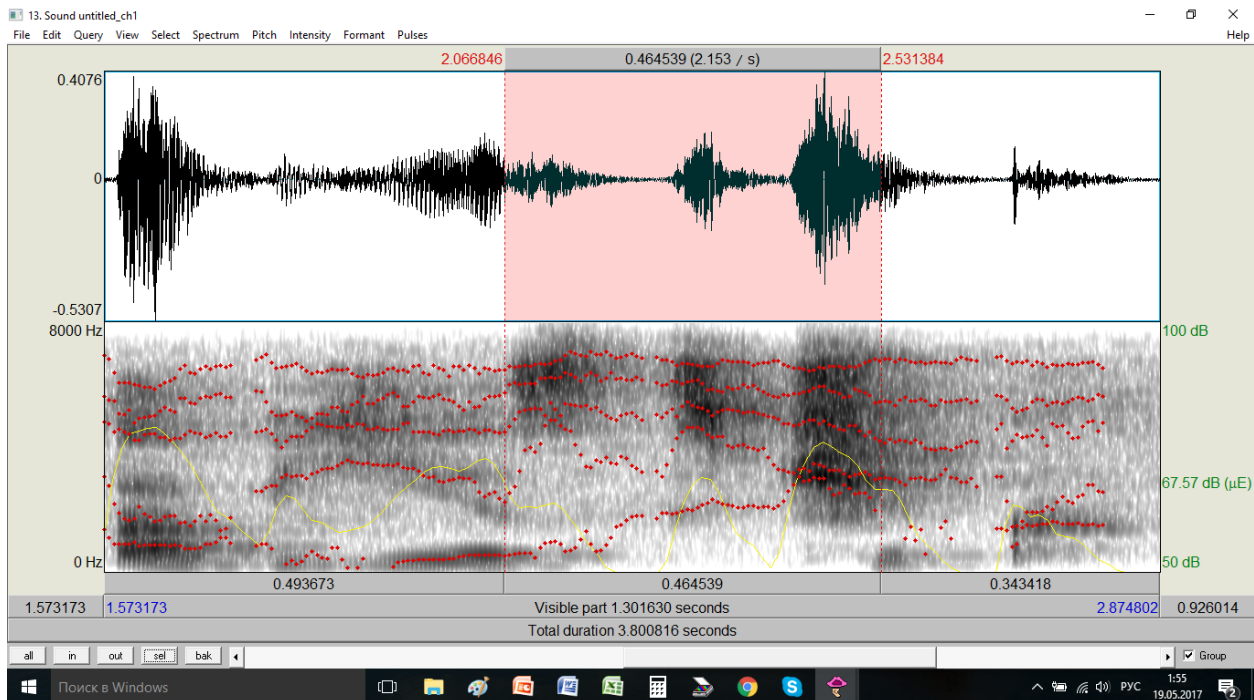 13. Sound untitled_ch1
File Edit Query View Select Spectrum Pitch Intensity Formant Pulses Help
2.066846 0.464539 (2.153 / s) 2.531384
0.4076
0
-0.5307
8000 Hz 100 dB
67.57 dB (µE)
0 Hz 50 dB
0.493673 0.464539 0.343418
1.573173 1.573173 Visible part 1.301630 seconds 2.874802 0.926014
Total duration 3.800816 seconds
all in out sel bak Group
Поиск в Windows РУС 1:55
19.05.2017 2